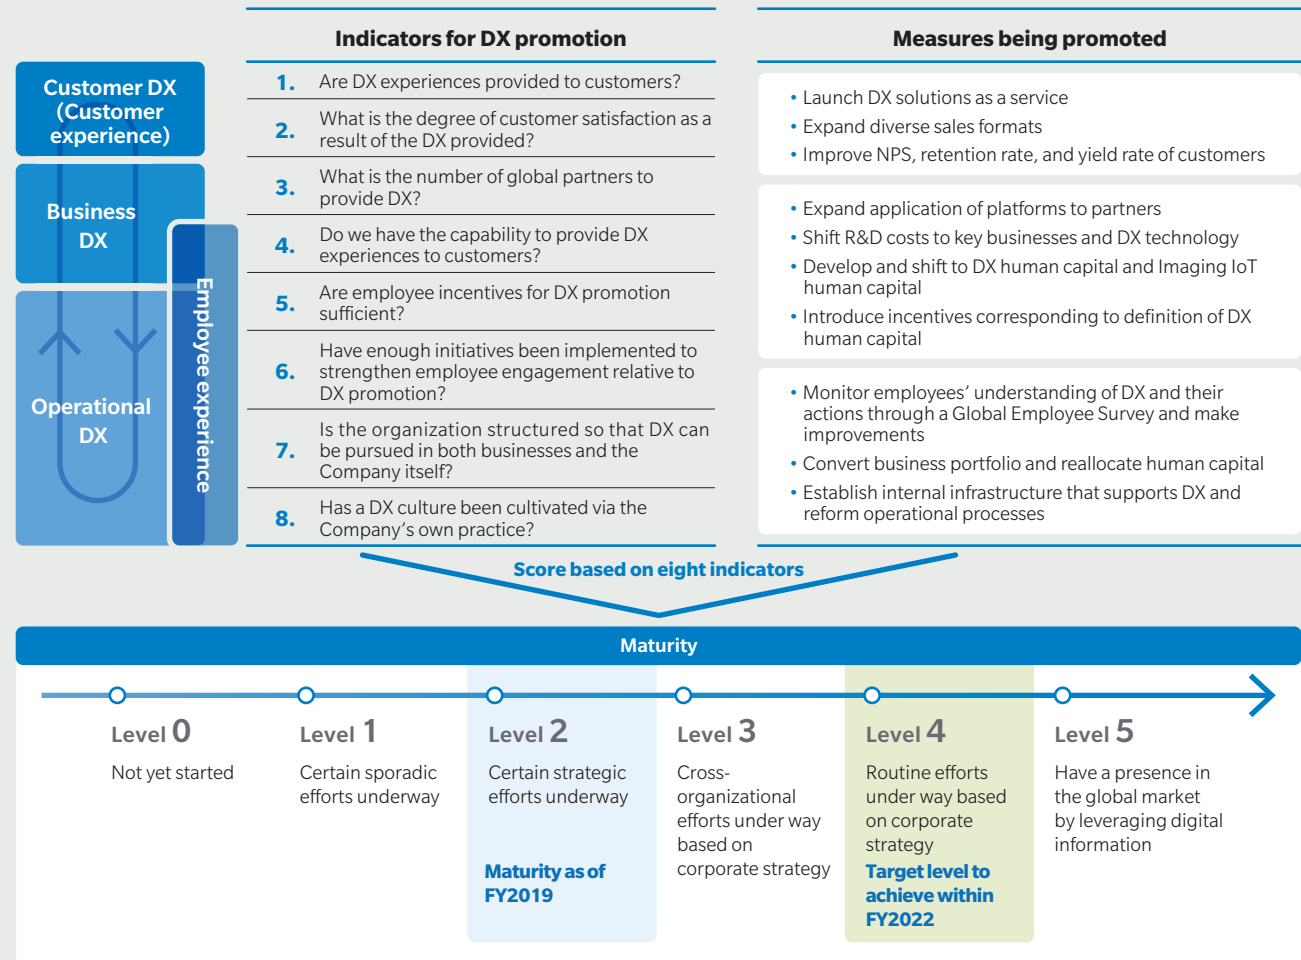 Indicators for DX promotion
Measures being promoted
Customer DX
(Customer
experience)
Business
DX
Operational
DX
Employee experience
1. Are DX experiences provided to customers?
2. What is the degree of customer satisfaction as a
result of the DX provided?
3. What is the number of global partners to
provide DX?
4. Do we have the capability to provide DX
experiences to customers?
5. Are employee incentives for DX promotion
sufficient?
6. Have enough initiatives been implemented to
strengthen employee engagement relative to
DX promotion?
7. Is the organization structured so that DX can
be pursued in both businesses and the
Company itself?
8. Has a DX culture been cultivated via the
Company's own practice?
• Launch DX solutions as a service
• Expand diverse sales formats
• Improve NPS, retention rate, and yield rate of customers
• Expand application of platforms to partners
• Shift R&D costs to key businesses and DX technology
• Develop and shift to DX human capital and Imaging IoT
human capital
• Introduce incentives corresponding to definition of DX
human capital
• Monitor employees' understanding of DX and their
actions through a Global Employee Survey and make
improvements
• Convert business portfolio and reallocate human capital
• Establish internal infrastructure that supports DX and
reform operational processes
Score based on eight indicators
Maturity
Level 0
Not yet started
Level 1
Certain sporadic
efforts underway
Level 2
Certain strategic
efforts underway
Maturity as of
FY2019
Level 3
Cross-
organizational
efforts under way
based on
corporate strategy
Level 4
Routine efforts
under way based
on corporate
strategy
Target level to
achieve within
FY2022
Level 5
Have a presence in
the global market
by leveraging digital
information